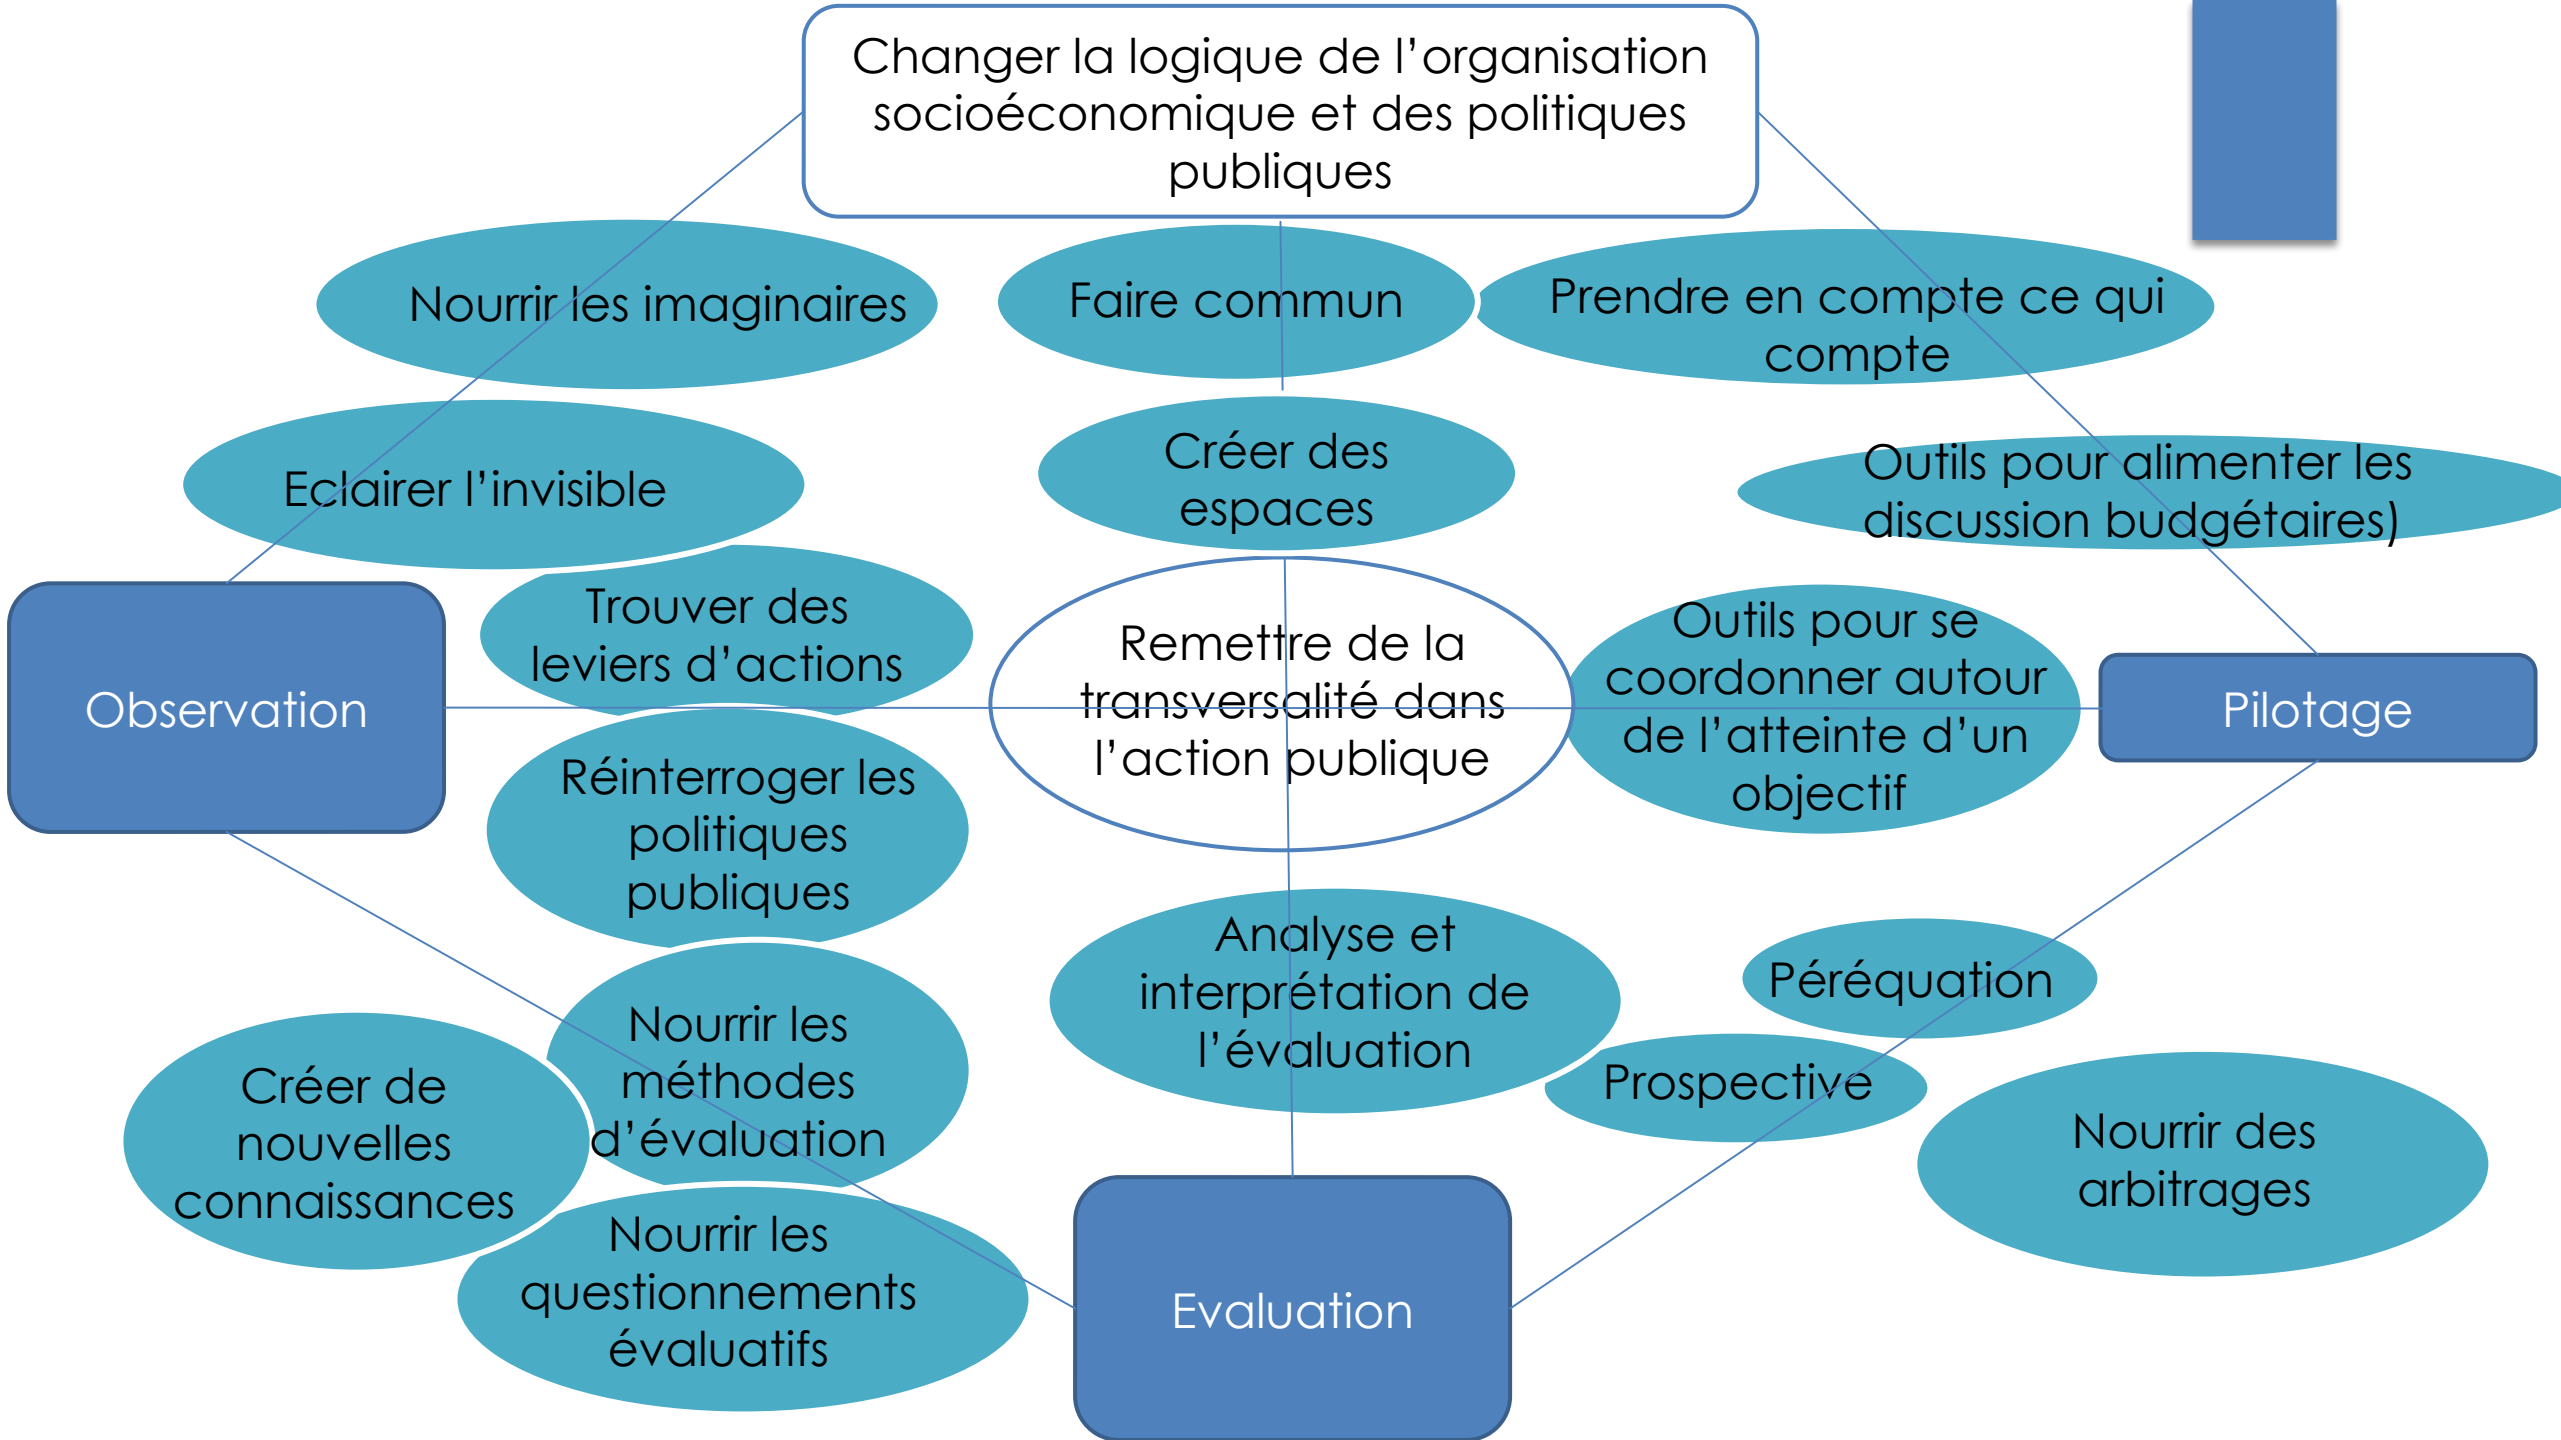 Changer la logique de l’organisation
socioéconomique et des politiques
publiques
Nourrir les imaginaires
Faire commun
Prendre en compte ce qui
compte
Eclairer l’invisible
Créer des
espaces
Outils pour alimenter les
discussion budgétaires)
Observation
Trouver des
leviers d’actions
Remettre de la
transversalité dans
l’action publique
Outils pour se
coordonner autour
de l’atteinte d’un
objectif
Pilotage
Réinterroger les
politiques
publiques
Analyse et
interprétation de
l’évaluation
Péréquation
Prospective
Nourrir les
méthodes
d’évaluation
Créer de
nouvelles
connaissances
Nourrir des
arbitrages
Nourrir les
questionnements
évaluatifs
Evaluation